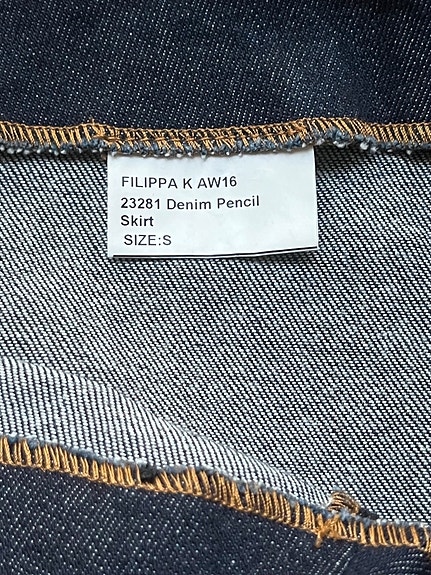 FILIPPA K AW16
23281 Denim Pencil
Skirt
SIZE:S